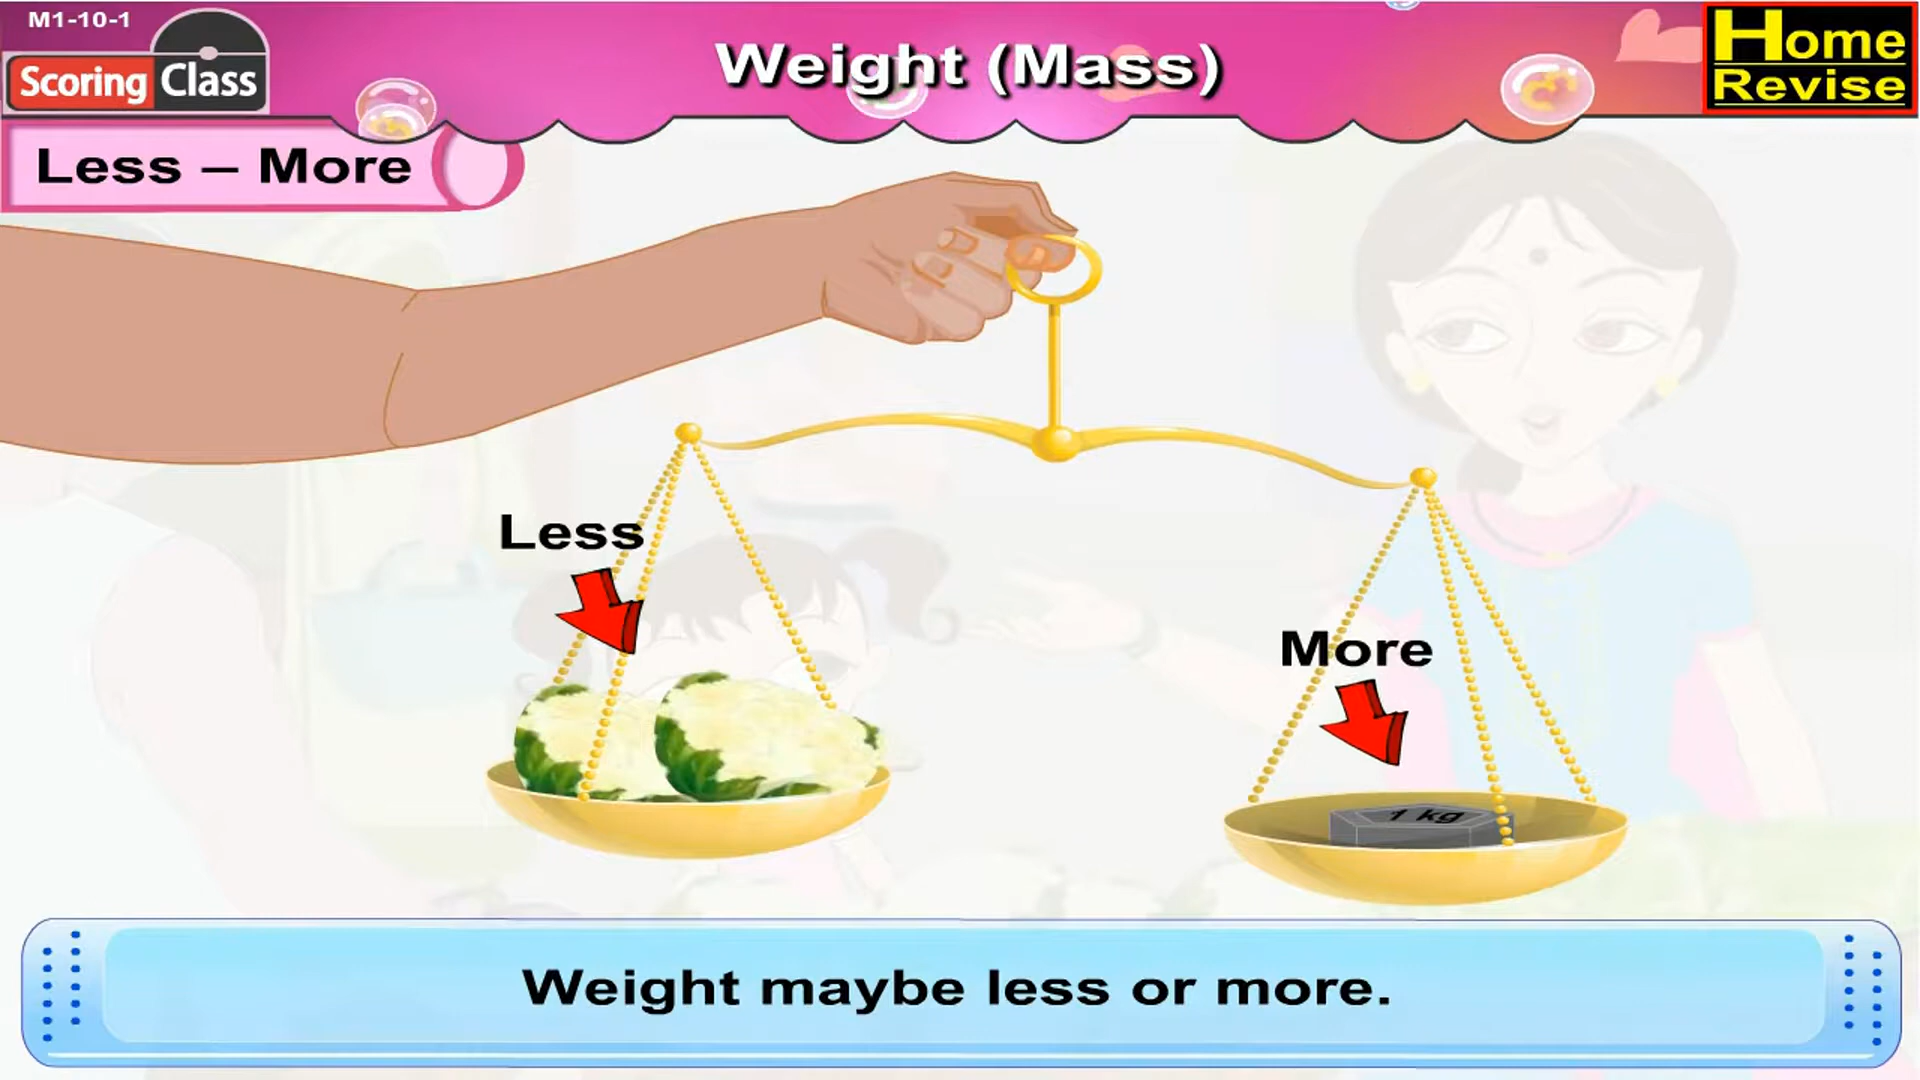 M1-10-1
Scoring Class
Weight (Mass)
Home
Revise
Less – More
Less
More
1 kg
Weight maybe less or more.